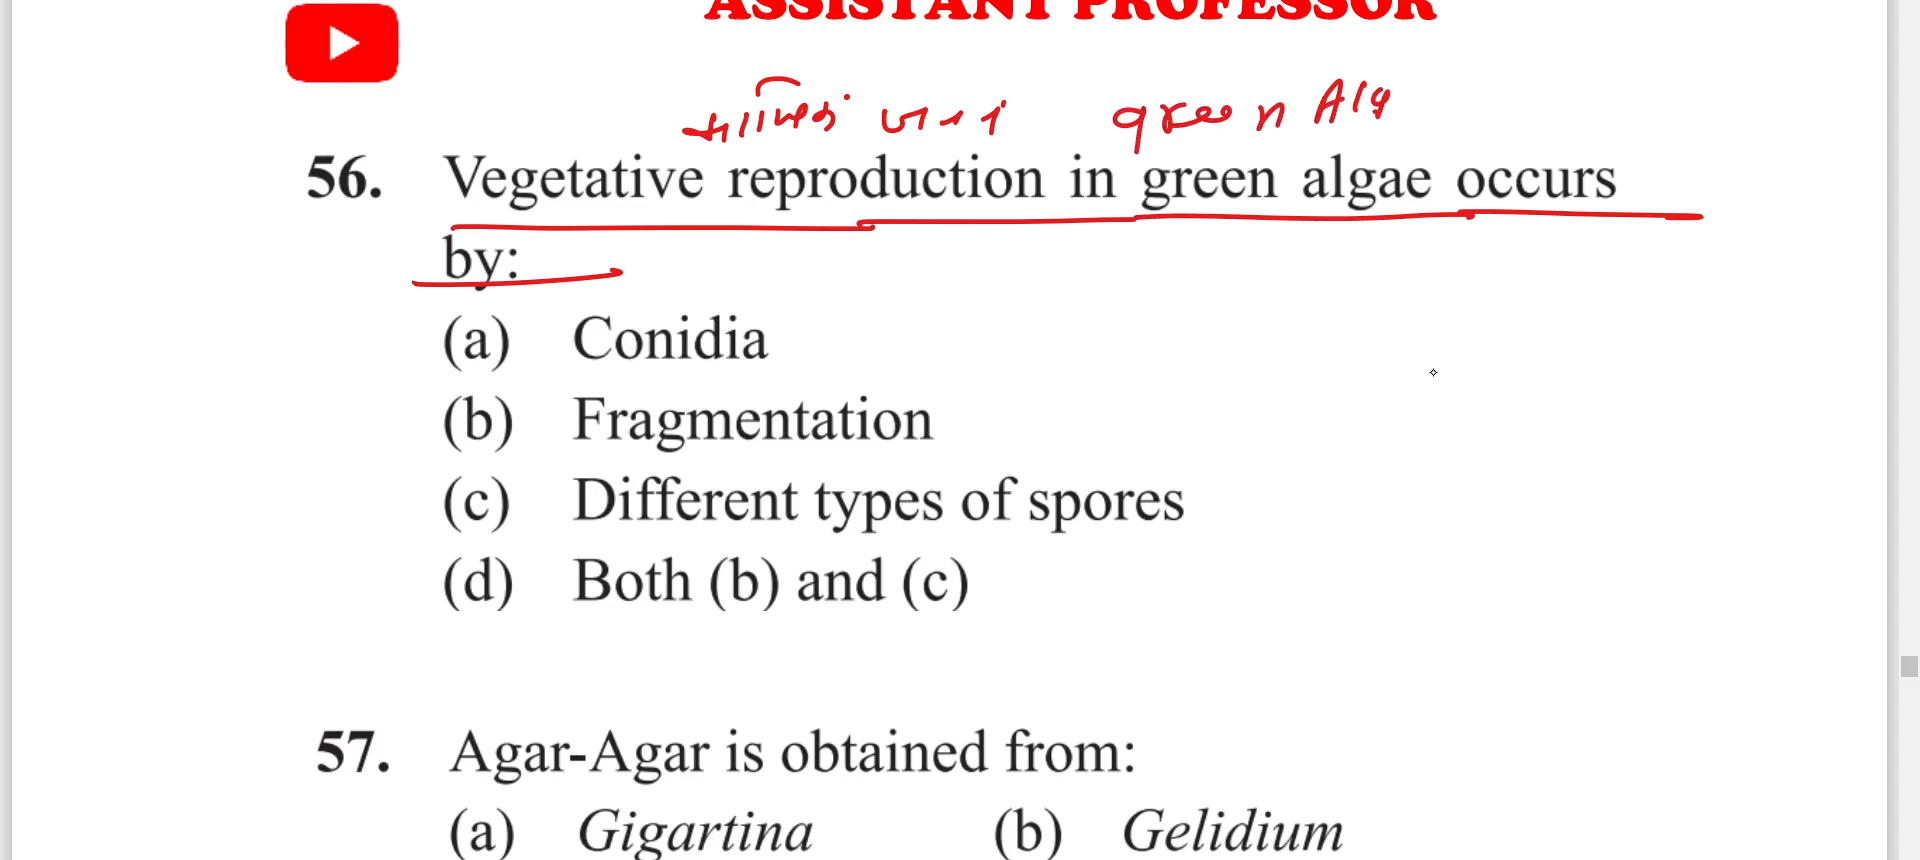 ASSISTANT PROFESSOR
green Alg
56. Vegetative reproduction in green algae occurs
by:
(a) Conidia
(b) Fragmentation
(c) Different types of spores
(d) Both (b) and (c)
57. Agar-Agar is obtained from:
(a) Gigartina (b) Gelidium